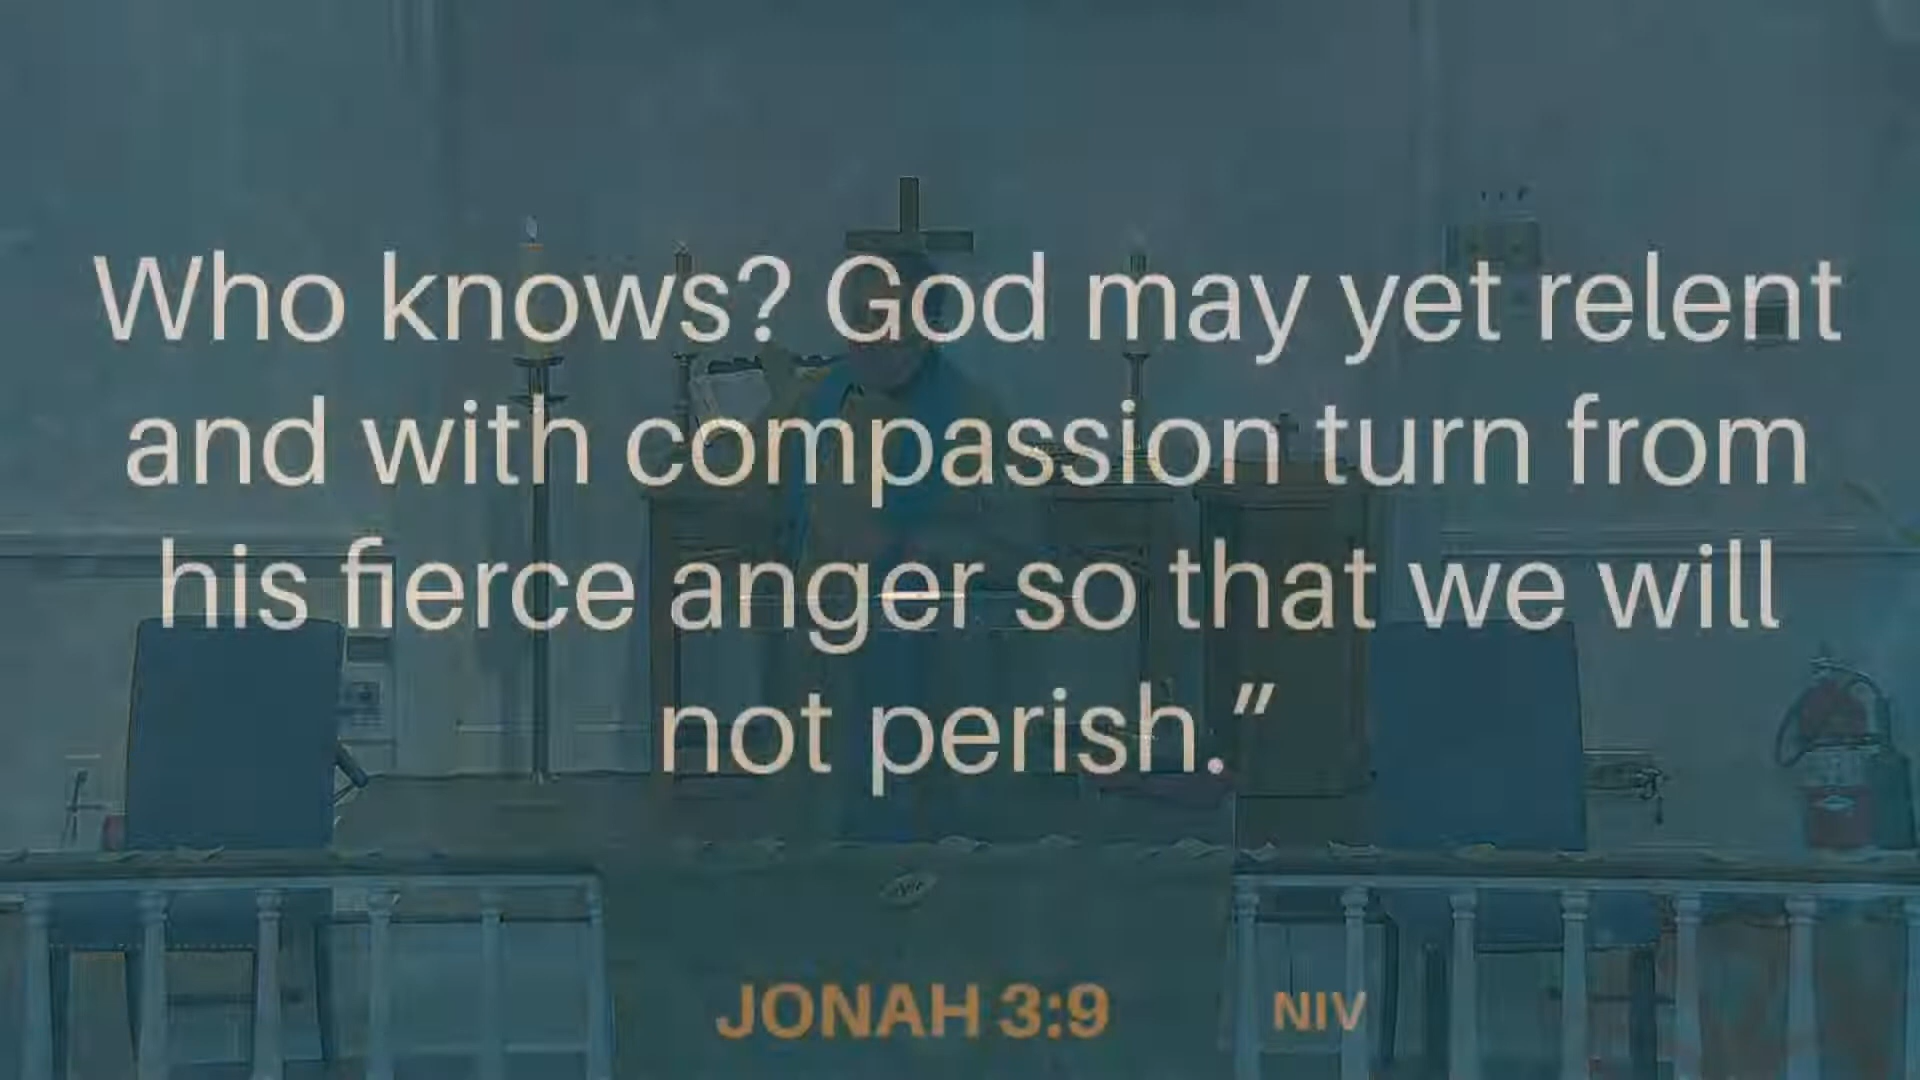 Who knows? God may yet relent
and with compassion turn from
his fierce anger so that we will
not perish.”
JONAH 3:9 NIV